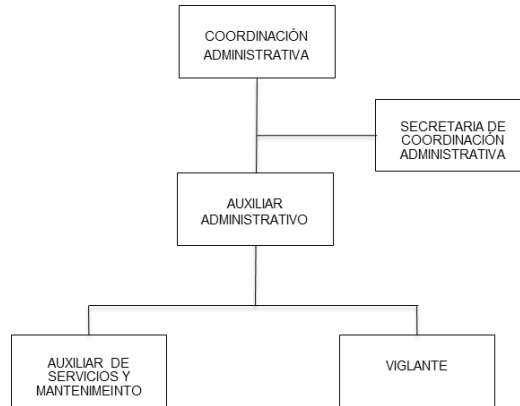 COORDINACIÓN
ADMINISTRATIVA
SECRETARIA DE
COORDINACIÓN
ADMINISTRATIVA
AUXILIAR
ADMINISTRATIVO
AUXILIAR DE
SERVICIOS Y
MANTENIMEINTO
VIGLANTE